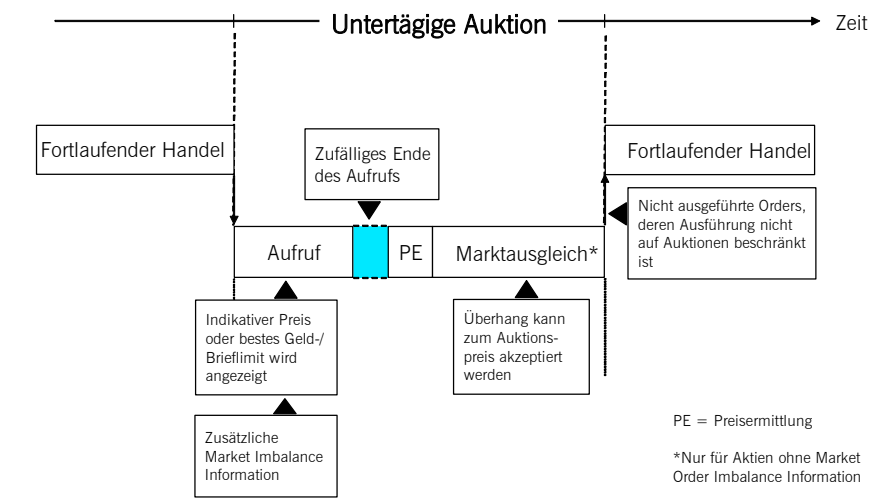 Untertägige Auktion
Zeit
Fortlaufender Handel
Zufälliges Ende
des Aufrufs
Fortlaufender Handel
Nicht ausgeführte Orders,
deren Ausführung nicht
auf Auktionen beschränkt
ist
Aufruf
PE
Marktausgleich*
Indikativer Preis
oder bestes Geld-/
Brieflimit wird
angezeigt
Überhang kann
zum Auktions-
preis akzeptiert
werden
Zusätzliche
Market Imbalance
Information
PE = Preisermittlung
*Nur für Aktien ohne Market
Order Imbalance Information